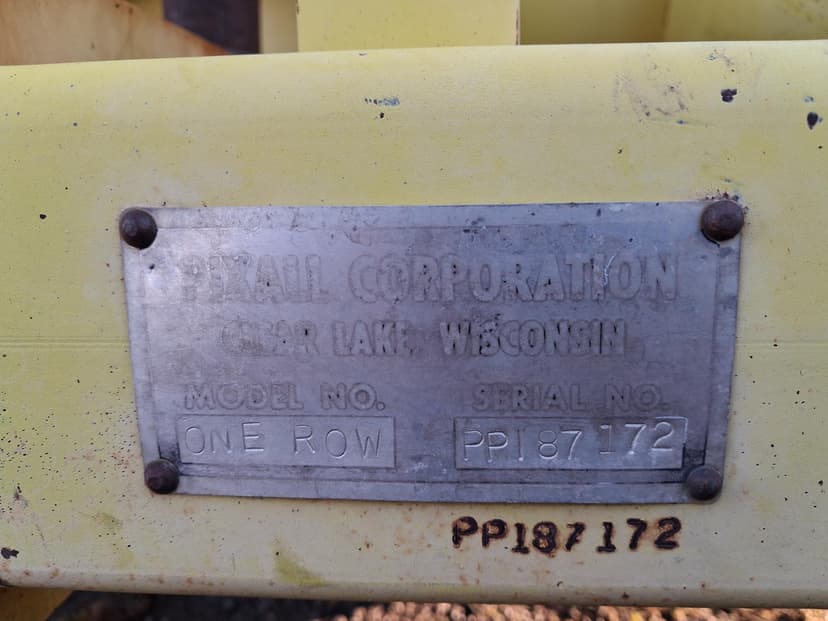 PIXALL CORPORATION
CLEAR LAKE, WISCONSIN
MODEL NO. SERIAL NO.
ONE ROW PP187 172
PP187172